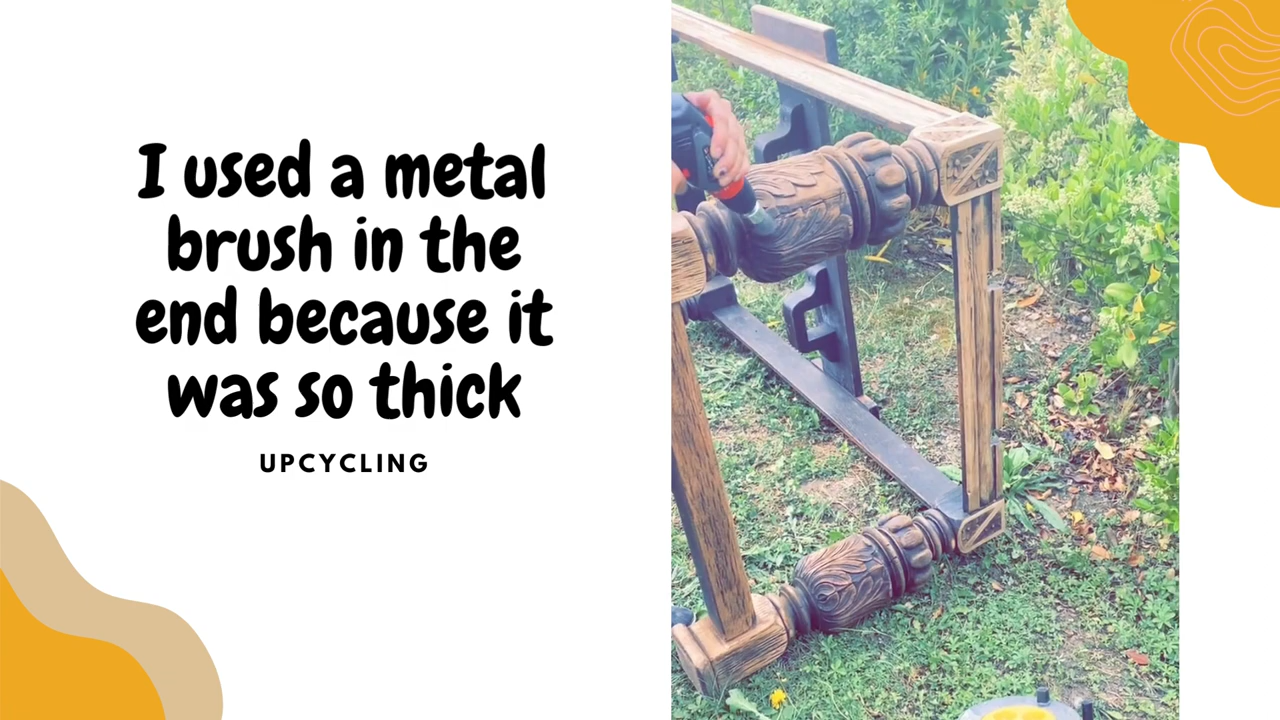 I used a metal
brush in the
end because it
was so thick
UPCYCLING